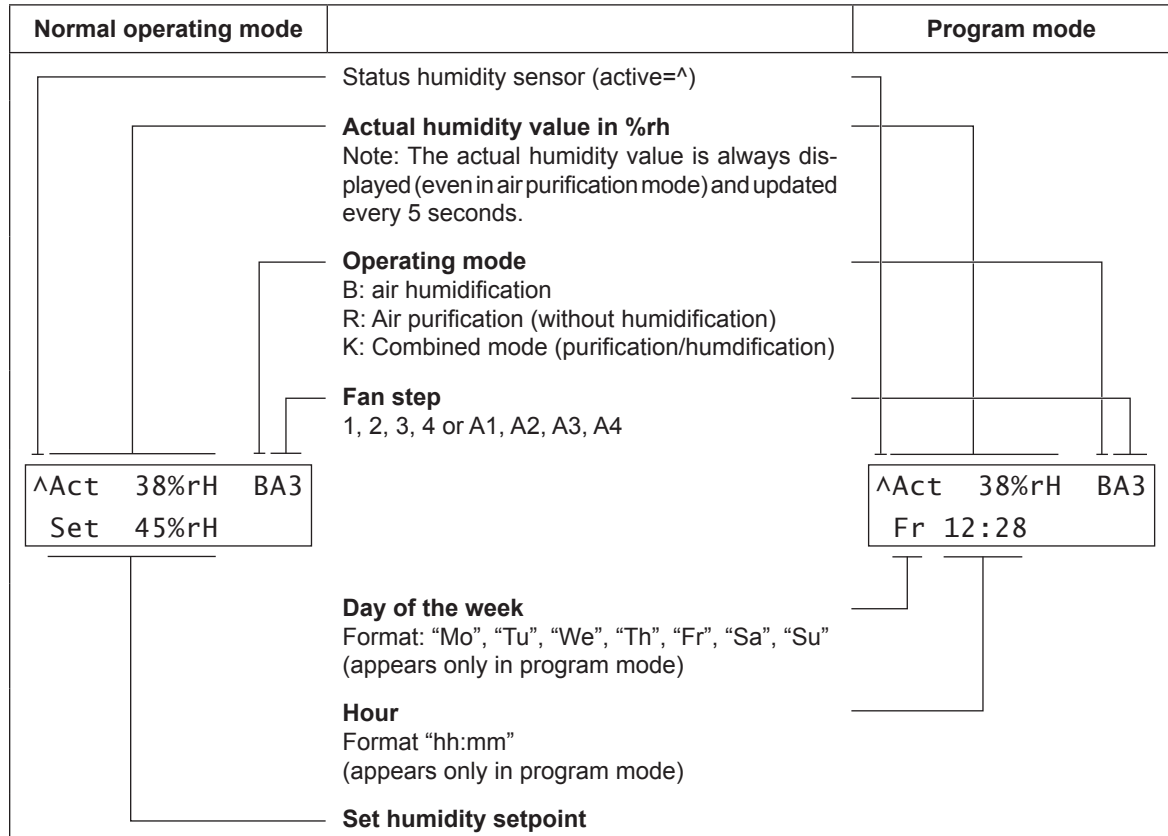 Normal operating mode
Program mode
Status humidity sensor (active=^)
Actual humidity value in %rh
Note: The actual humidity value is always dis-
played (even in air purification mode) and updated
every 5 seconds.
Operating mode
B: air humidification
R: Air purification (without humidification)
K: Combined mode (purification/humdification)
Fan step
1, 2, 3, 4 or A1, A2, A3, A4
^Act 38%rH BA3
Set 45%rH
^Act 38%rH BA3
Fr 12:28
Day of the week
Format: “Mo”, “Tu”, “We”, “Th”, “Fr”, “Sa”, “Su”
(appears only in program mode)
Hour
Format “hh:mm”
(appears only in program mode)
Set humidity setpoint